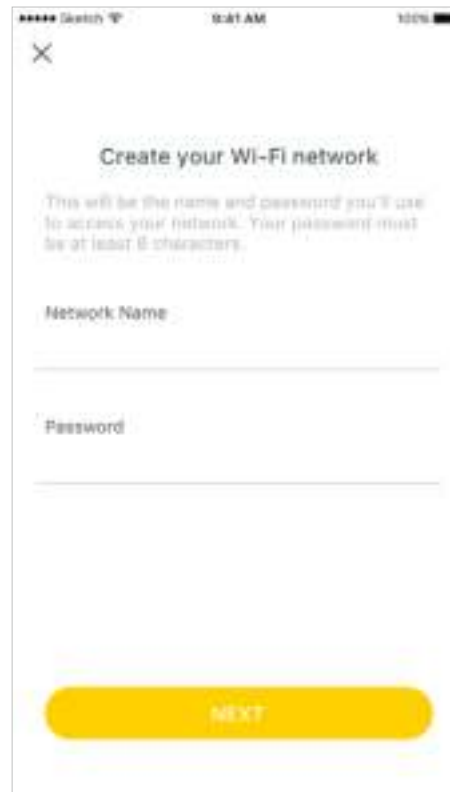 Sketch 9:41 AM 100%
Create your Wi-Fi network
This will be the name and password you'll use
to access your network. Your password must
be at least 8 characters.
Network Name
Password
NEXT